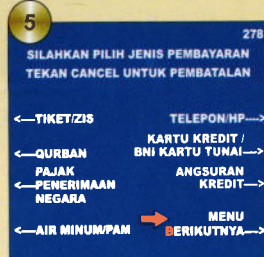 5
278
SILAHKAN PILIH JENIS PEMBAYARAN
TEKAN CANCEL UNTUK PEMBATALAN
<—TIKET/ZIS
TELEPON/HP---->
KARTU KREDIT /
<—QURBAN
BNI KARTU TUNAI—>
PAJAK
ANGSURAN
<—PENERIMAAN
KREDIT—>
NEGARA
MENU
<—AIR MINUM/PAM
BERIKUTNYA—>